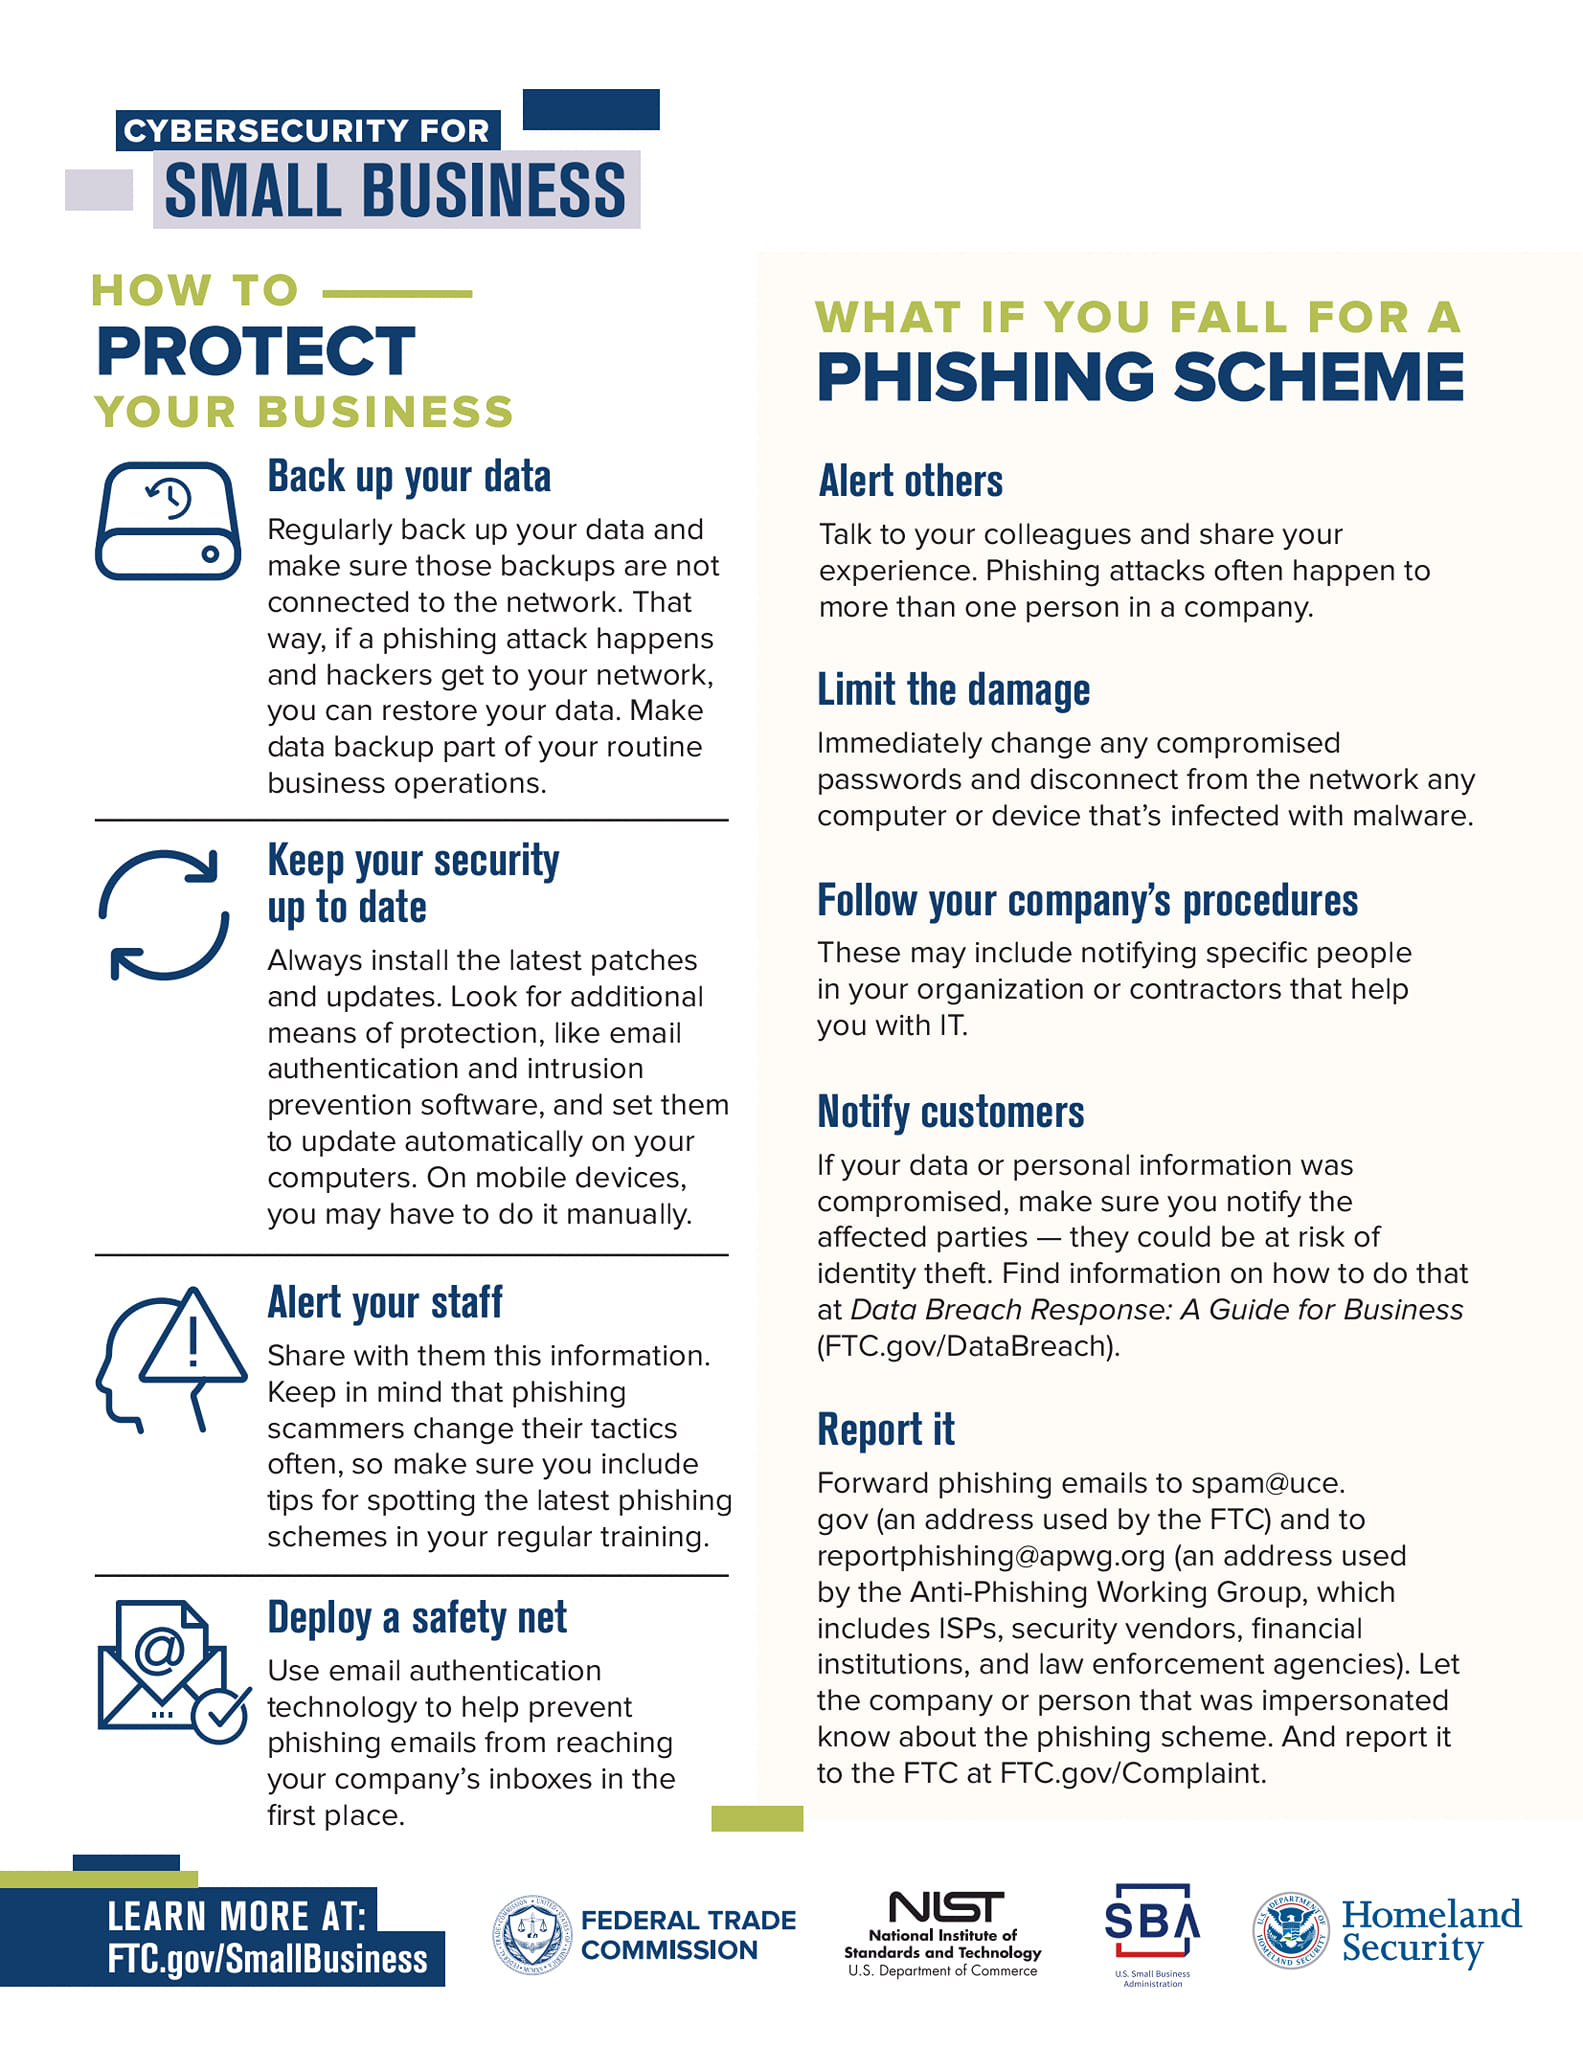 CYBERSECURITY FOR
SMALL BUSINESS
HOW TO
PROTECT
YOUR BUSINESS
Back up your data
Regularly back up your data and
make sure those backups are not
connected to the network. That
way, if a phishing attack happens
and hackers get to your network,
you can restore your data. Make
data backup part of your routine
business operations.
Keep your security
up to date
Always install the latest patches
and updates. Look for additional
means of protection, like email
authentication and intrusion
prevention software, and set them
to update automatically on your
computers. On mobile devices,
you may have to do it manually.
Alert your staff
Share with them this information.
Keep in mind that phishing
scammers change their tactics
often, so make sure you include
tips for spotting the latest phishing
schemes in your regular training.
@
Deploy a safety net
Use email authentication
technology to help prevent
phishing emails from reaching
your company's inboxes in the
first place.
WHAT IF YOU FALL FOR A
PHISHING SCHEME
Alert others
Talk to your colleagues and share your
experience. Phishing attacks often happen to
more than one person in a company.
Limit the damage
Immediately change any compromised
passwords and disconnect from the network any
computer or device that's infected with malware.
Follow your company's procedures
These may include notifying specific people
in your organization or contractors that help
you with IT.
Notify customers
If your data or personal information was
compromised, make sure you notify the
affected parties — they could be at risk of
identity theft. Find information on how to do that
at Data Breach Response: A Guide for Business
(FTC.gov/DataBreach).
Report it
Forward phishing emails to spam@uce.
gov (an address used by the FTC) and to
reportphishing@apwg.org (an address used
by the Anti-Phishing Working Group, which
includes ISPs, security vendors, financial
institutions, and law enforcement agencies). Let
the company or person that was impersonated
know about the phishing scheme. And report it
to the FTC at FTC.gov/Complaint.
LEARN MORE AT:
FTC.gov/SmallBusiness
FEDERAL TRADE
COMMISSION
NIST
National Institute of
Standards and Technology
U.S. Department of Commerce
SBA
U.S. Small Business
Administration
U.S. DEPARTMENT OF
HOMELAND SECURITY
Homeland
Security